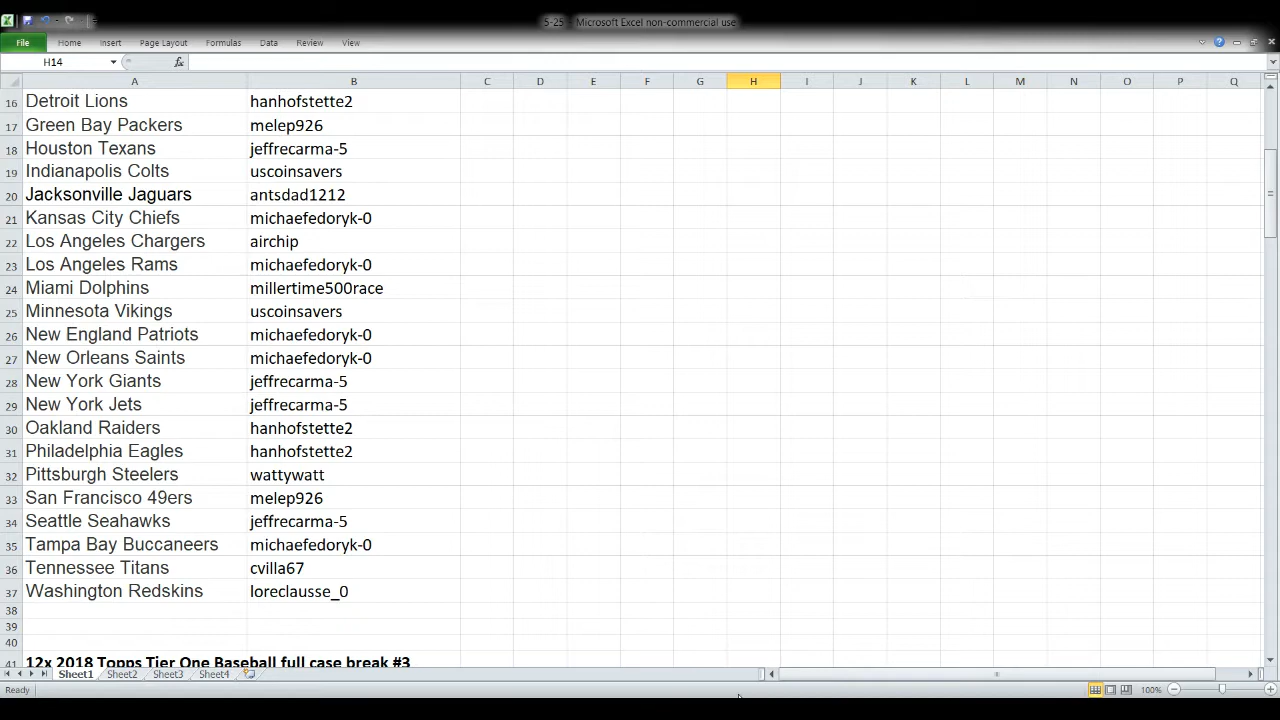 5-25 - Microsoft Excel non-commercial use
File Home Insert Page Layout Formulas Data Review View
H14 fx
A B C D E F G H I J K L M N O P Q
16 Detroit Lions hanhofstette2
17 Green Bay Packers melep926
18 Houston Texans jeffrecarma-5
19 Indianapolis Colts uscoinsavers
20 Jacksonville Jaguars antsdad1212
21 Kansas City Chiefs michaefedoryk-0
22 Los Angeles Chargers airchip
23 Los Angeles Rams michaefedoryk-0
24 Miami Dolphins millertime500race
25 Minnesota Vikings uscoinsavers
26 New England Patriots michaefedoryk-0
27 New Orleans Saints michaefedoryk-0
28 New York Giants jeffrecarma-5
29 New York Jets jeffrecarma-5
30 Oakland Raiders hanhofstette2
31 Philadelphia Eagles hanhofstette2
32 Pittsburgh Steelers wattywatt
33 San Francisco 49ers melep926
34 Seattle Seahawks jeffrecarma-5
35 Tampa Bay Buccaneers michaefedoryk-0
36 Tennessee Titans cvilla67
37 Washington Redskins loreclausse_0
38
39
40
41 12x 2018 Topps Tier One Baseball full case break #3
Sheet1 Sheet2 Sheet3 Sheet4
Ready 100%